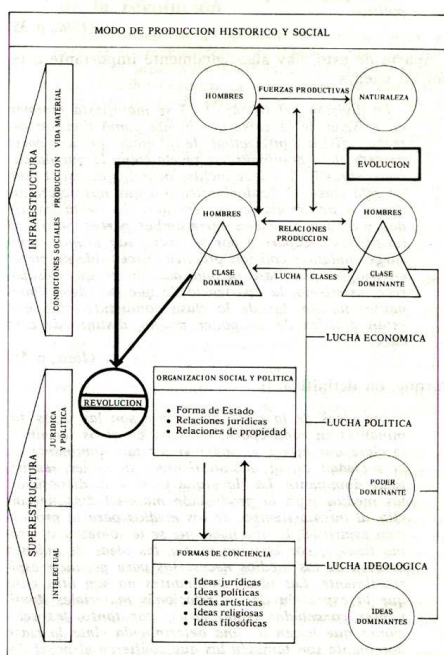 MODO DE PRODUCCION HISTORICO Y SOCIAL
INFRAESTRUCTURA
CONDICIONES SOCIALES PRODUCCION VIDA MATERIAL
HOMBRES
FUERZAS PRODUCTIVAS
NATURALEZA
EVOLUCION
HOMBRES
RELACIONES
PRODUCCION
HOMBRES
CLASE
DOMINADA
LUCHA CLASES
CLASE
DOMINANTE
LUCHA ECONOMICA
REVOLUCION
SUPERESTRUCTURA
JURIDICA
Y POLITICA
INTELECTUAL
ORGANIZACION SOCIAL Y POLITICA
• Forma de Estado
• Relaciones jurídicas
• Relaciones de propiedad
LUCHA POLITICA
PODER
DOMINANTE
LUCHA IDEOLOGICA
FORMAS DE CONCIENCIA
• Ideas jurídicas
• Ideas políticas
• Ideas artísticas
• Ideas religiosas
• Ideas filosóficas
IDEAS
DOMINANTES